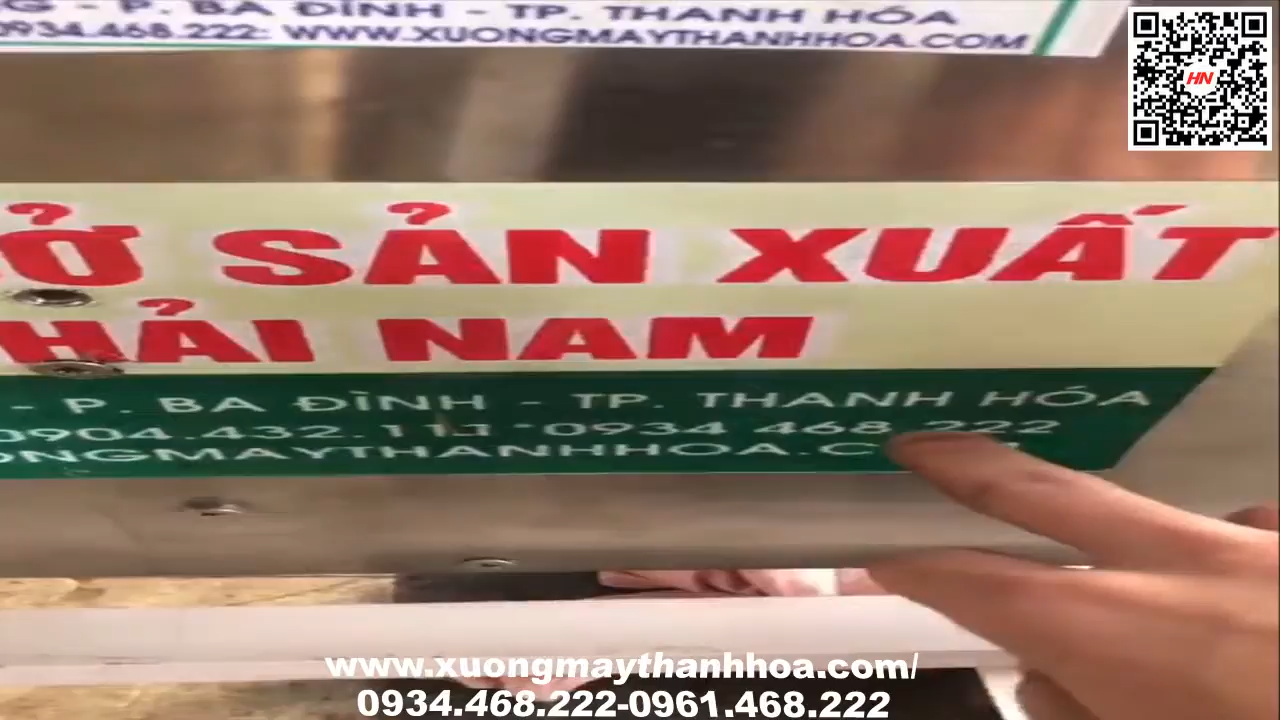 - P. BA ĐÌNH - TP. THANH HÓA
0934.468.222: WWW.XUONGMAYTHANHHOA.COM
HN
SẢN XUẤT
HẢI NAM
- P. BA ĐÌNH - TP. THANH HÓA
0904.432.111 - 0934 468.222
ONGMAYTHANHHOA.C
www.xuongmaythanhhoa.com/
0934.468.222-0961.468.222